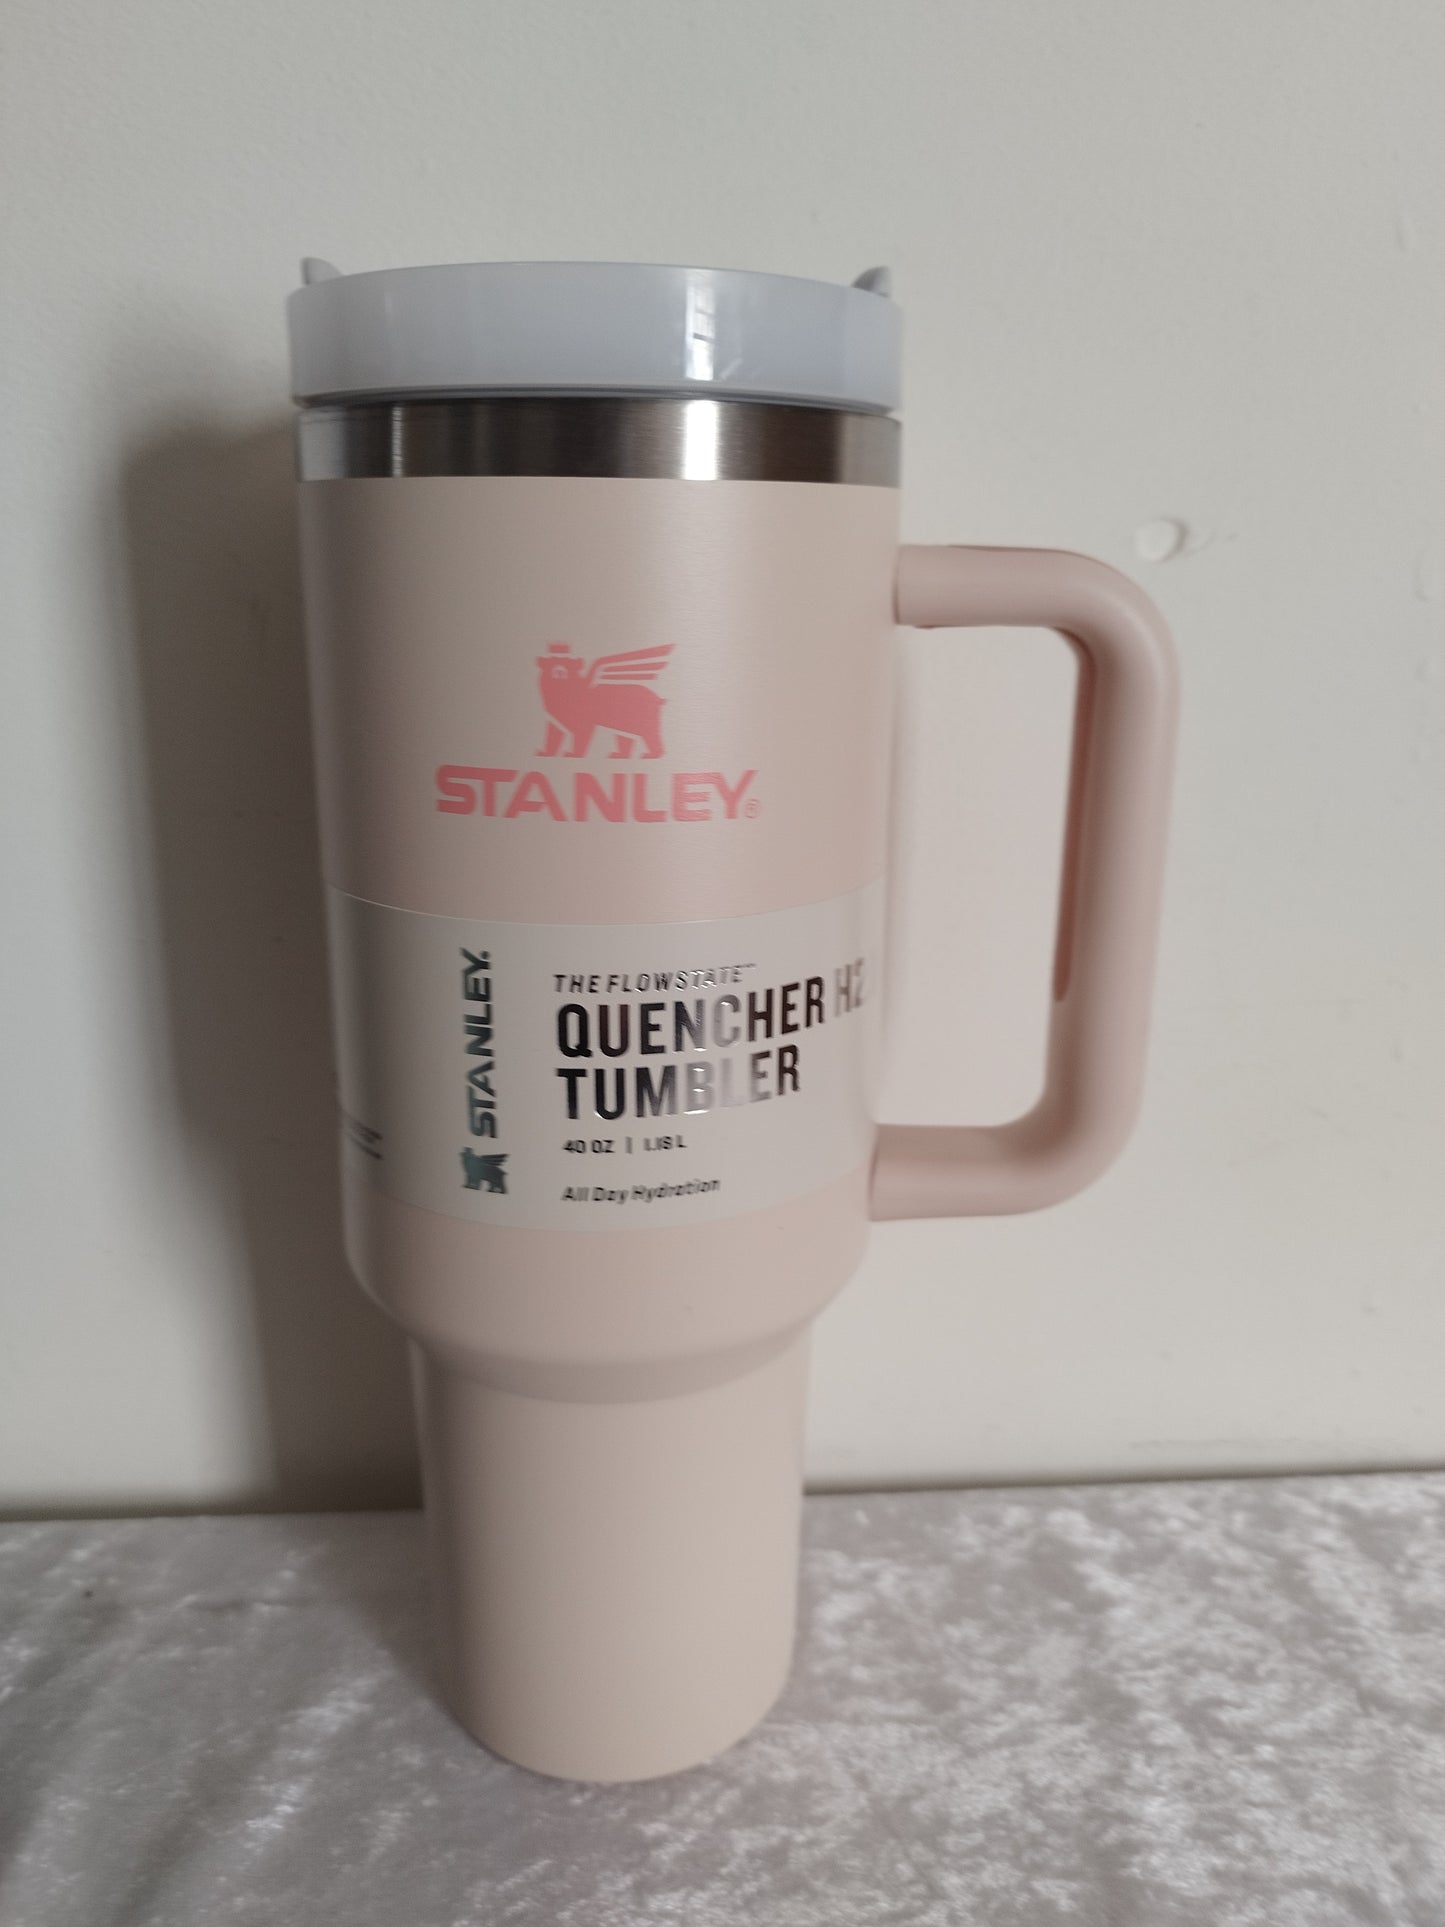 STANLEY®
STANLEY®
THE FLOWSTATE™
QUENCHER H2
TUMBLER
40 OZ | 1.18 L
All Day Hydration